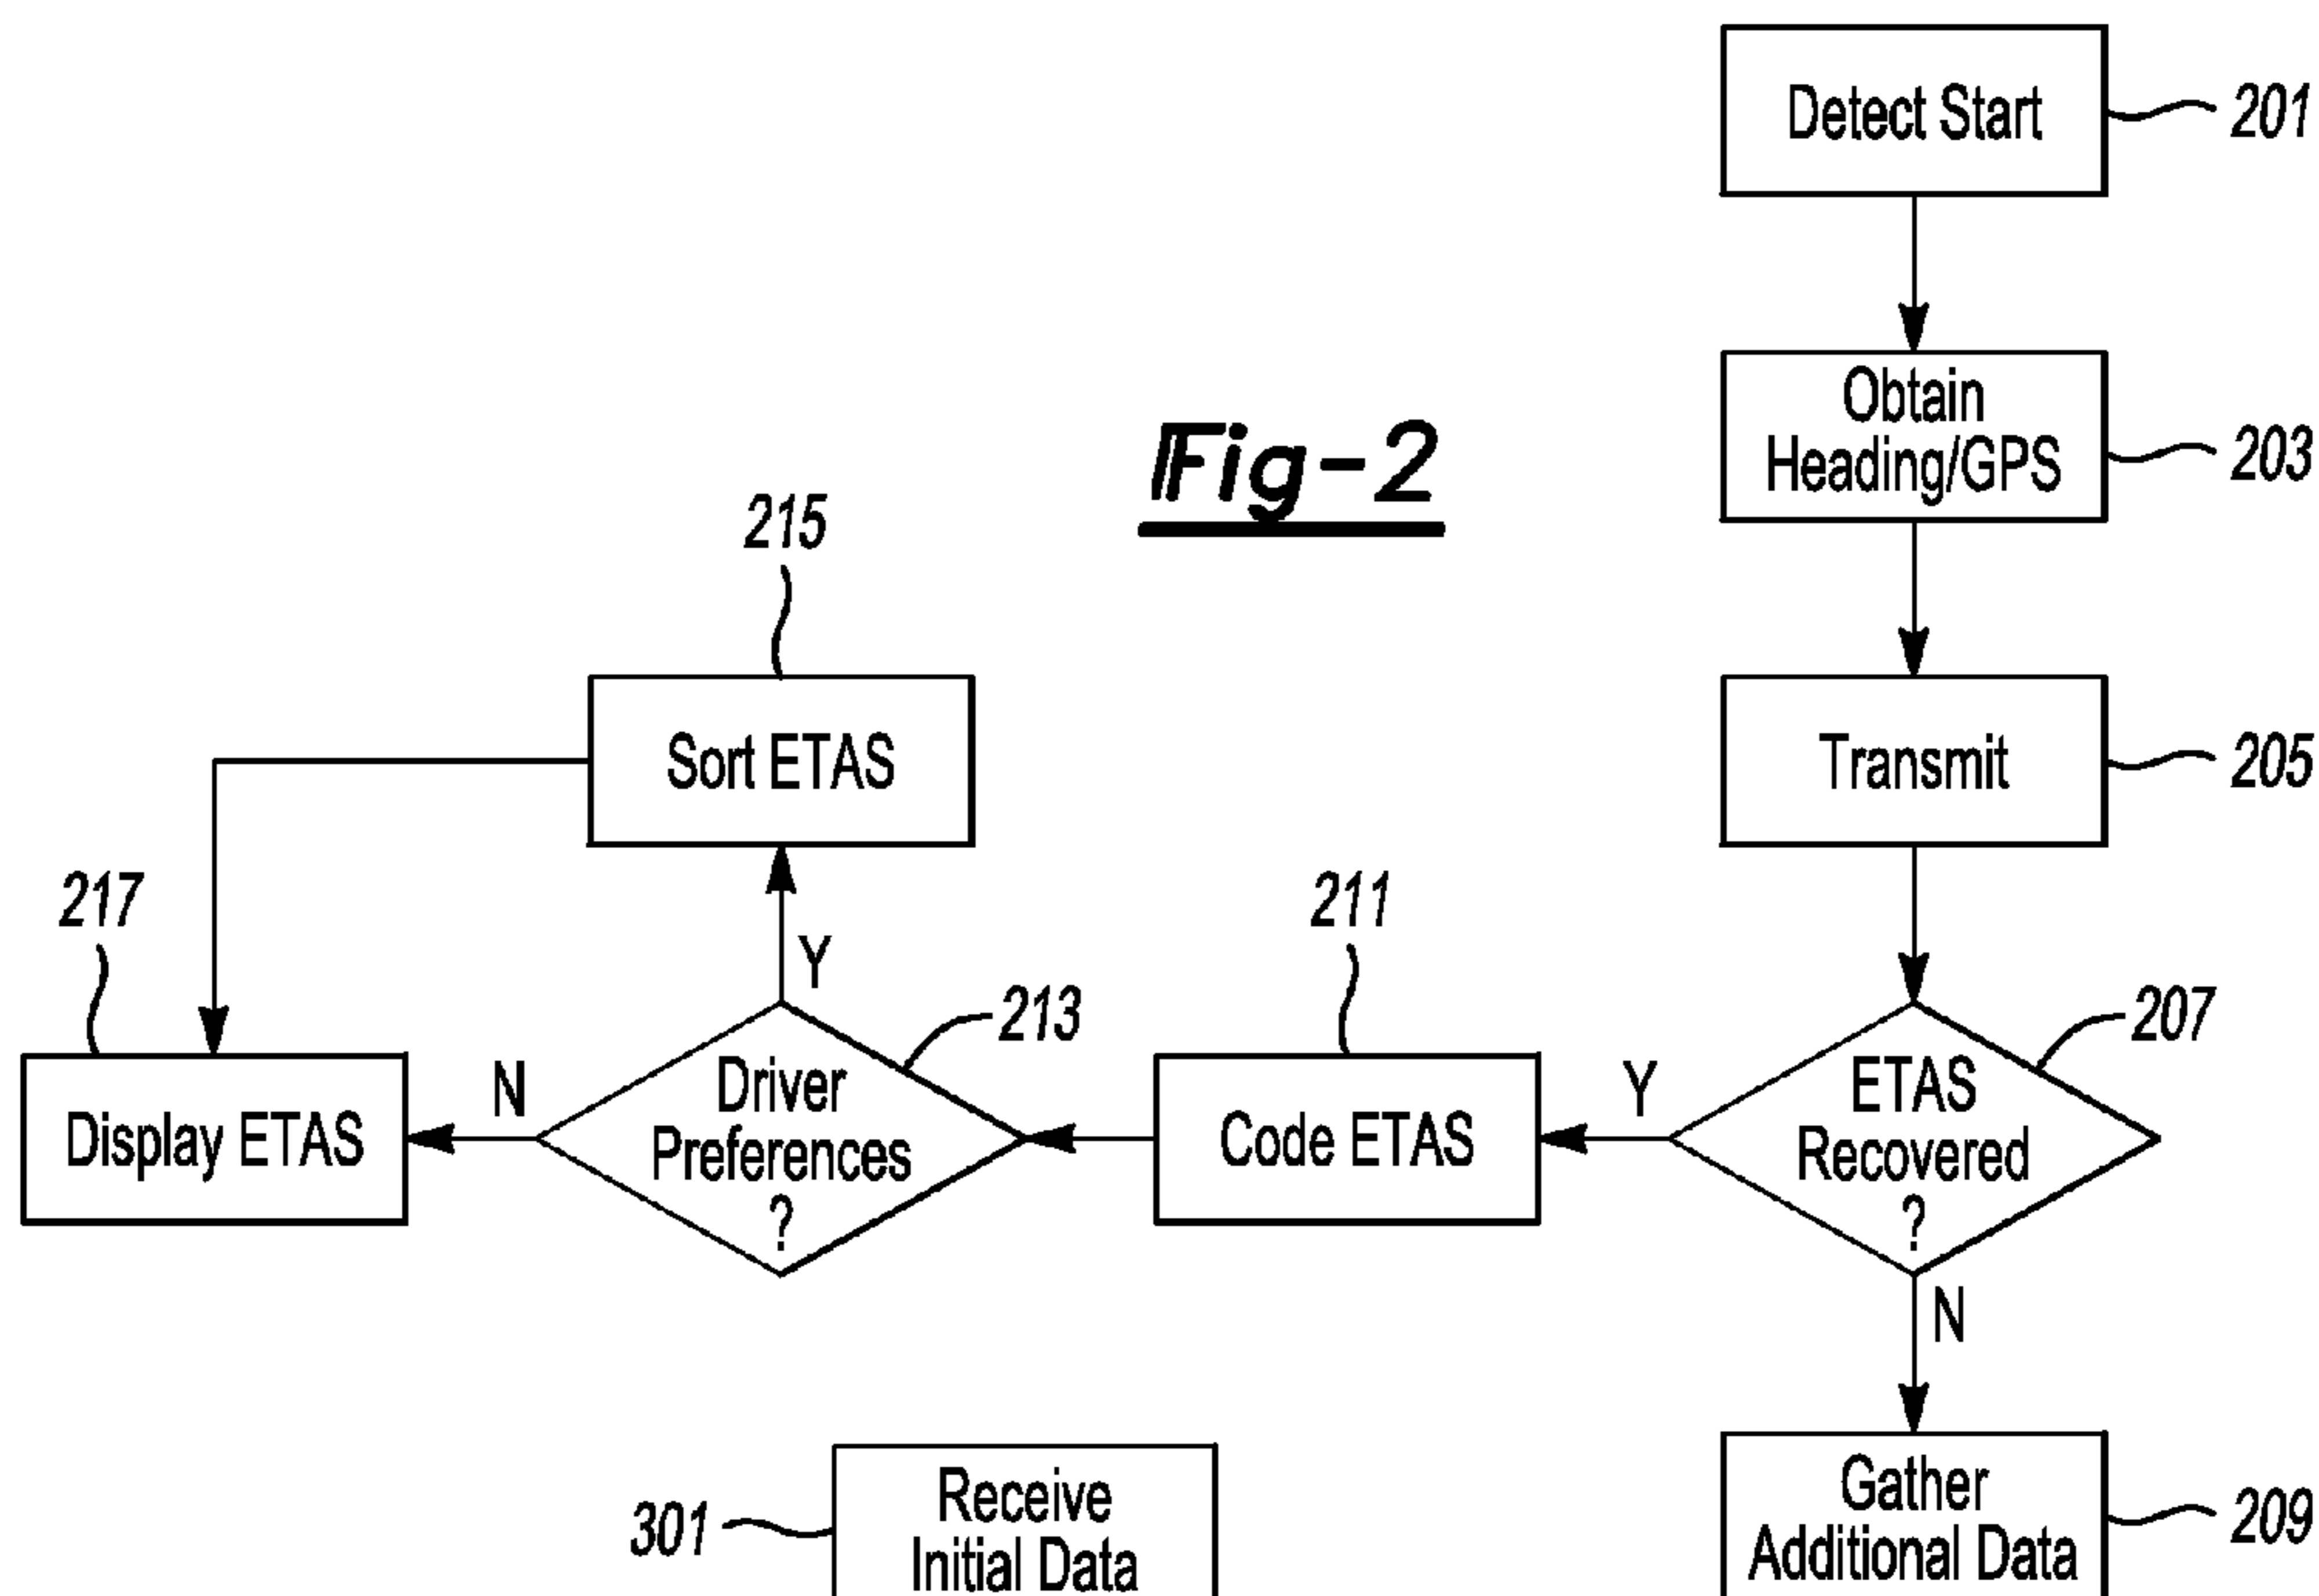 Detect Start
201
Obtain
Heading/GPS
203
Fig-2
215
Sort ETAS
Transmit
205
217
211
Y
213
207
Display ETAS
N
Driver
Preferences
?
Code ETAS
Y
ETAS
Recovered
?
N
301
Receive
Initial Data
Gather
Additional Data
209